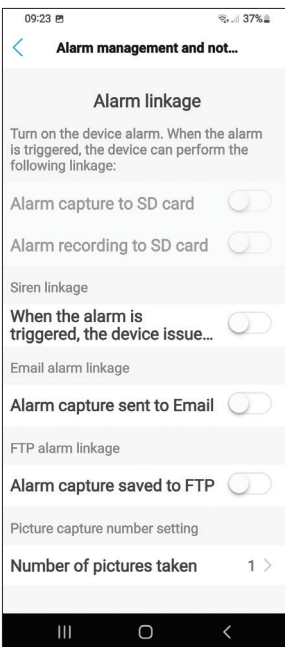 09:23 37%
Alarm management and not...
Alarm linkage
Turn on the device alarm. When the alarm
is triggered, the device can perform the
following linkage:
Alarm capture to SD card
Alarm recording to SD card
Siren linkage
When the alarm is
triggered, the device issue...
Email alarm linkage
Alarm capture sent to Email
FTP alarm linkage
Alarm capture saved to FTP
Picture capture number setting
Number of pictures taken 1